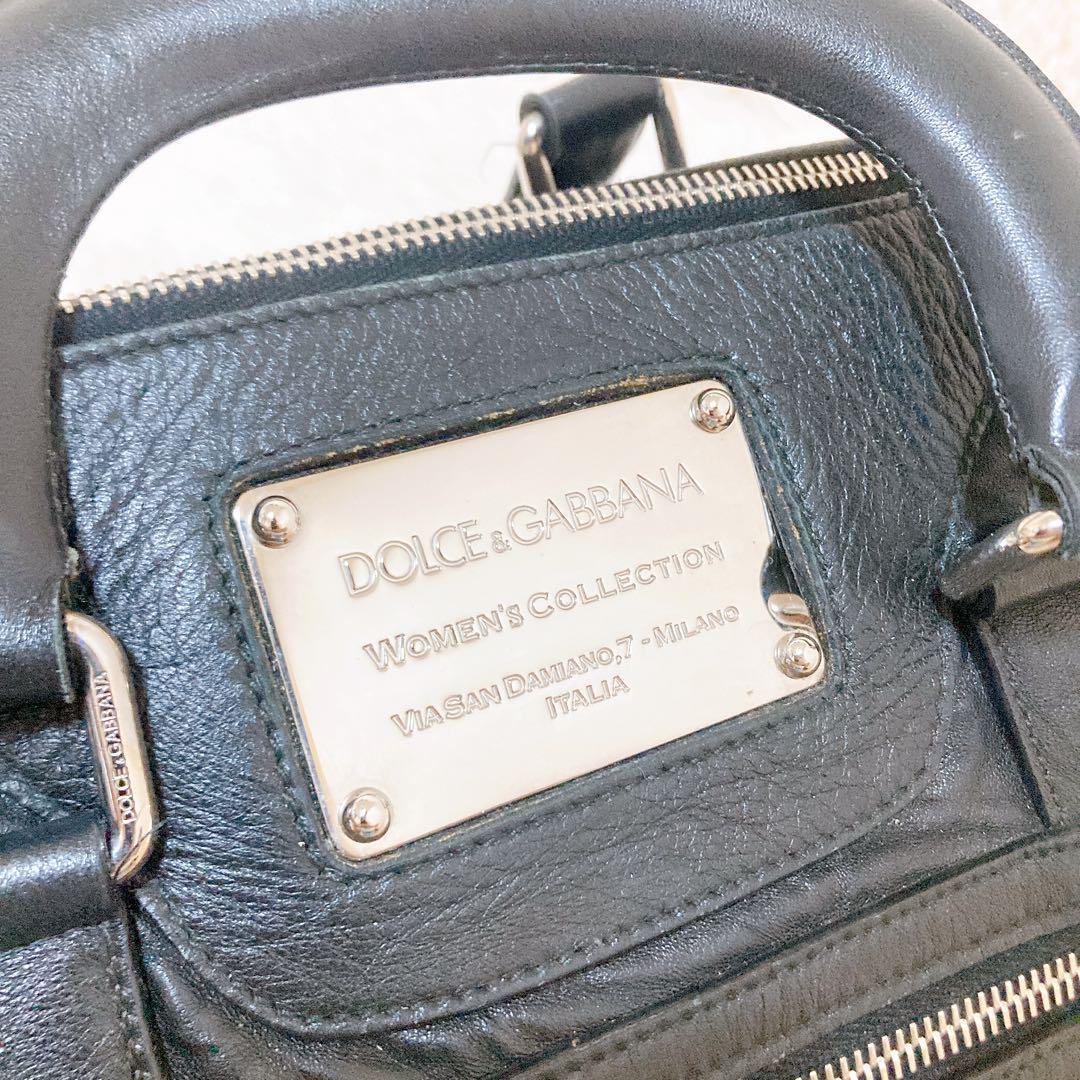 DOLCE & GABBANA
WOMEN'S COLLECTION
VIA SAN DAMIANO,7 - MILANO
ITALIA
DOLCE & GABBANA